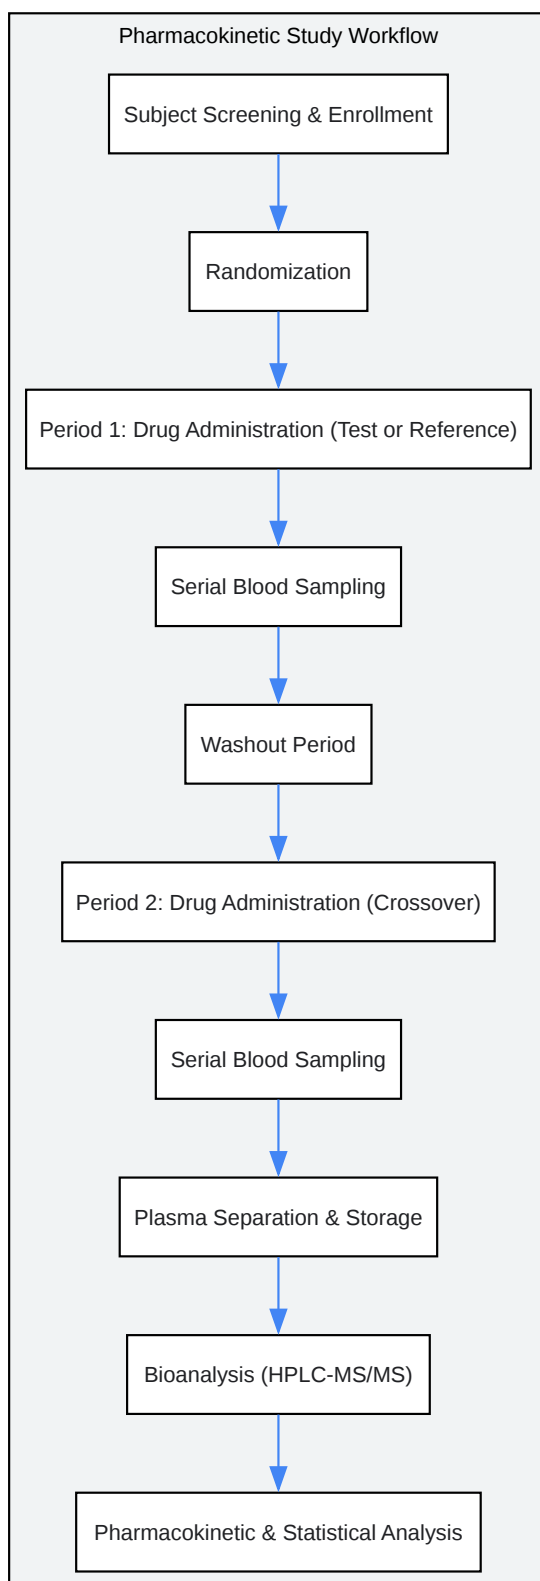 Pharmacokinetic Study Workflow
Subject Screening & Enrollment
Randomization
Period 1: Drug Administration (Test or Reference)
Serial Blood Sampling
Washout Period
Period 2: Drug Administration (Crossover)
Serial Blood Sampling
Plasma Separation & Storage
Bioanalysis (HPLC-MS/MS)
Pharmacokinetic & Statistical Analysis